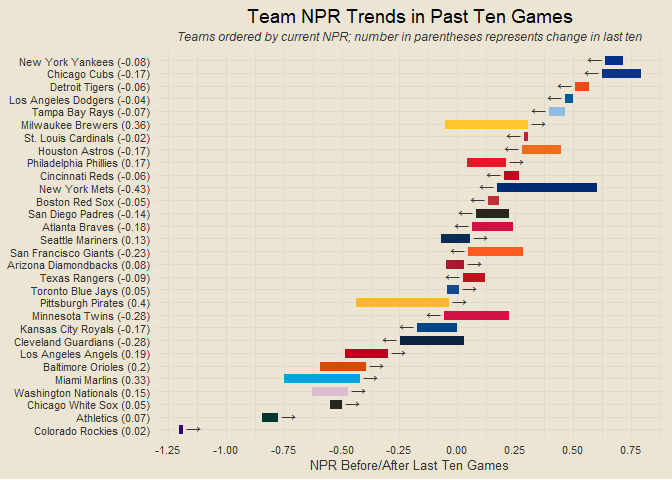 Team NPR Trends in Past Ten Games
Teams ordered by current NPR; number in parentheses represents change in last ten
New York Yankees (-0.08)
Chicago Cubs (-0.17)
Detroit Tigers (-0.06)
Los Angeles Dodgers (-0.04)
Tampa Bay Rays (-0.07)
Milwaukee Brewers (0.36)
St. Louis Cardinals (-0.02)
Houston Astros (-0.17)
Philadelphia Phillies (0.17)
Cincinnati Reds (-0.06)
New York Mets (-0.43)
Boston Red Sox (-0.05)
San Diego Padres (-0.14)
Atlanta Braves (-0.18)
Seattle Mariners (0.13)
San Francisco Giants (-0.23)
Arizona Diamondbacks (0.08)
Texas Rangers (-0.09)
Toronto Blue Jays (0.05)
Pittsburgh Pirates (0.4)
Minnesota Twins (-0.28)
Kansas City Royals (-0.17)
Cleveland Guardians (-0.28)
Los Angeles Angels (0.19)
Baltimore Orioles (0.2)
Miami Marlins (0.33)
Washington Nationals (0.15)
Chicago White Sox (0.05)
Athletics (0.07)
Colorado Rockies (0.02)
-1.25 -1.00 -0.75 -0.50 -0.25 0.00 0.25 0.50 0.75
NPR Before/After Last Ten Games